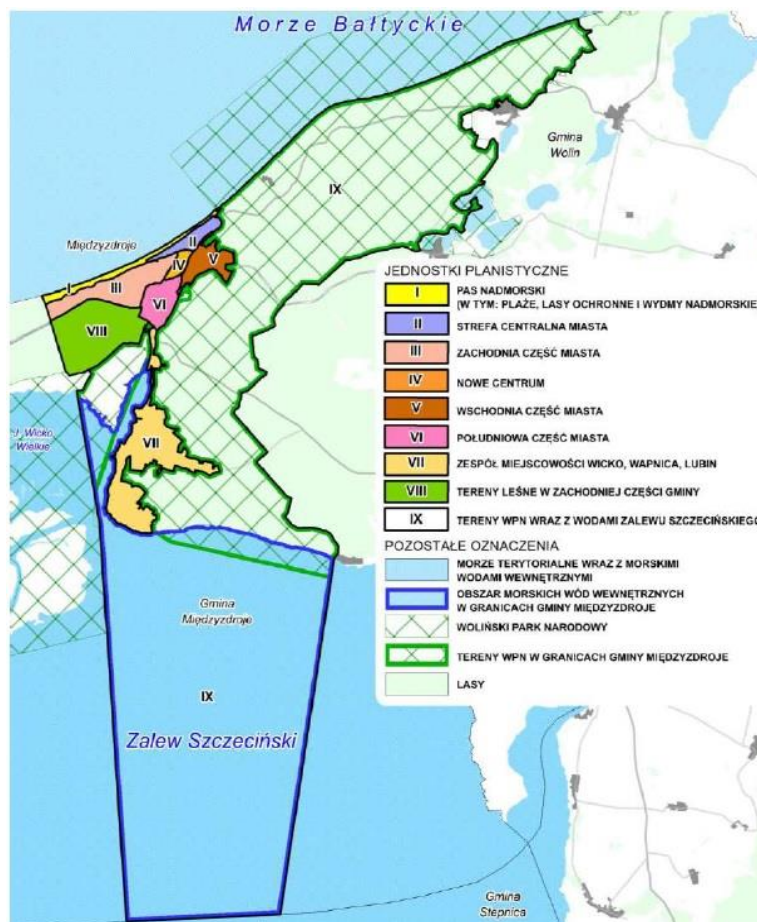 Morze Bałtyckie
Gmina
Wolin
IX
Międzyzdroje
II
IV
V
I
III
VI
VIII
J. Wicko
Wielkie
VII
JEDNOSTKI PLANISTYCZNE
I PAS NADMORSKI
(W TYM: PLAŻE, LASY OCHRONNE I WYDMY NADMORSKIE
II STREFA CENTRALNA MIASTA
III ZACHODNIA CZĘŚĆ MIASTA
IV NOWE CENTRUM
V WSCHODNIA CZĘŚĆ MIASTA
VI POŁUDNIOWA CZĘŚĆ MIASTA
VII ZESPÓŁ MIEJSCOWOŚCI WICKO, WAPNICA, LUBIN
VIII TERENY LEŚNE W ZACHODNIEJ CZĘŚCI GMINY
IX TERENY WPN WRAZ Z WODAMI ZALEWU SZCZECIŃSKIEGO
POZOSTAŁE OZNACZENIA
MORZE TERYTORIALNE WRAZ Z MORSKIMI
WODAMI WEWNĘTRZNYMI
OBSZAR MORSKICH WÓD WEWNĘTRZNYCH
W GRANICACH GMINY MIĘDZYZDROJE
WOLIŃSKI PARK NARODOWY
TERENY WPN W GRANICACH GMINY MIĘDZYZDROJE
LASY
Gmina
Międzyzdroje
IX
Zalew Szczeciński
Gmina
Stepnica